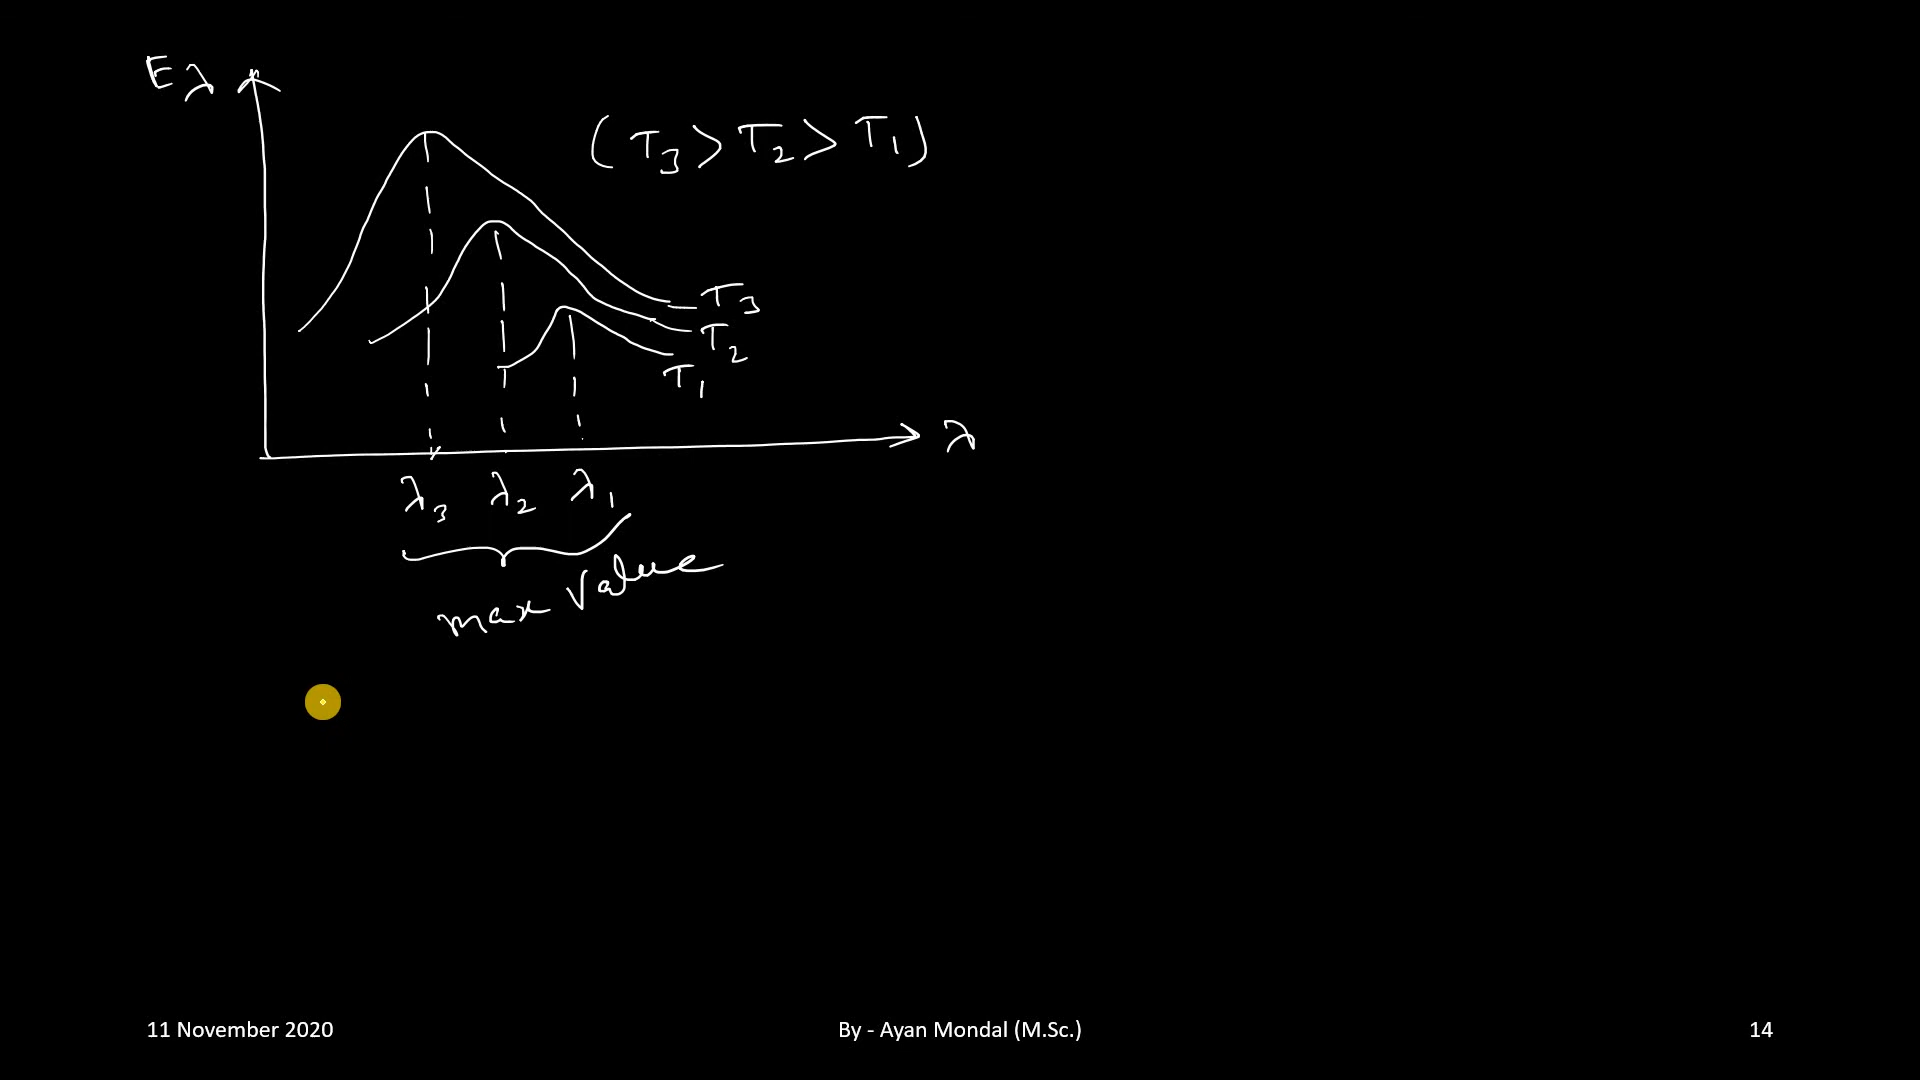 Eλ
(T₃ > T₂ > T₁)
T₃
T₂
T₁
λ
λ₃ λ₂ λ₁
max value
11 November 2020
By - Ayan Mondal (M.Sc.)
14